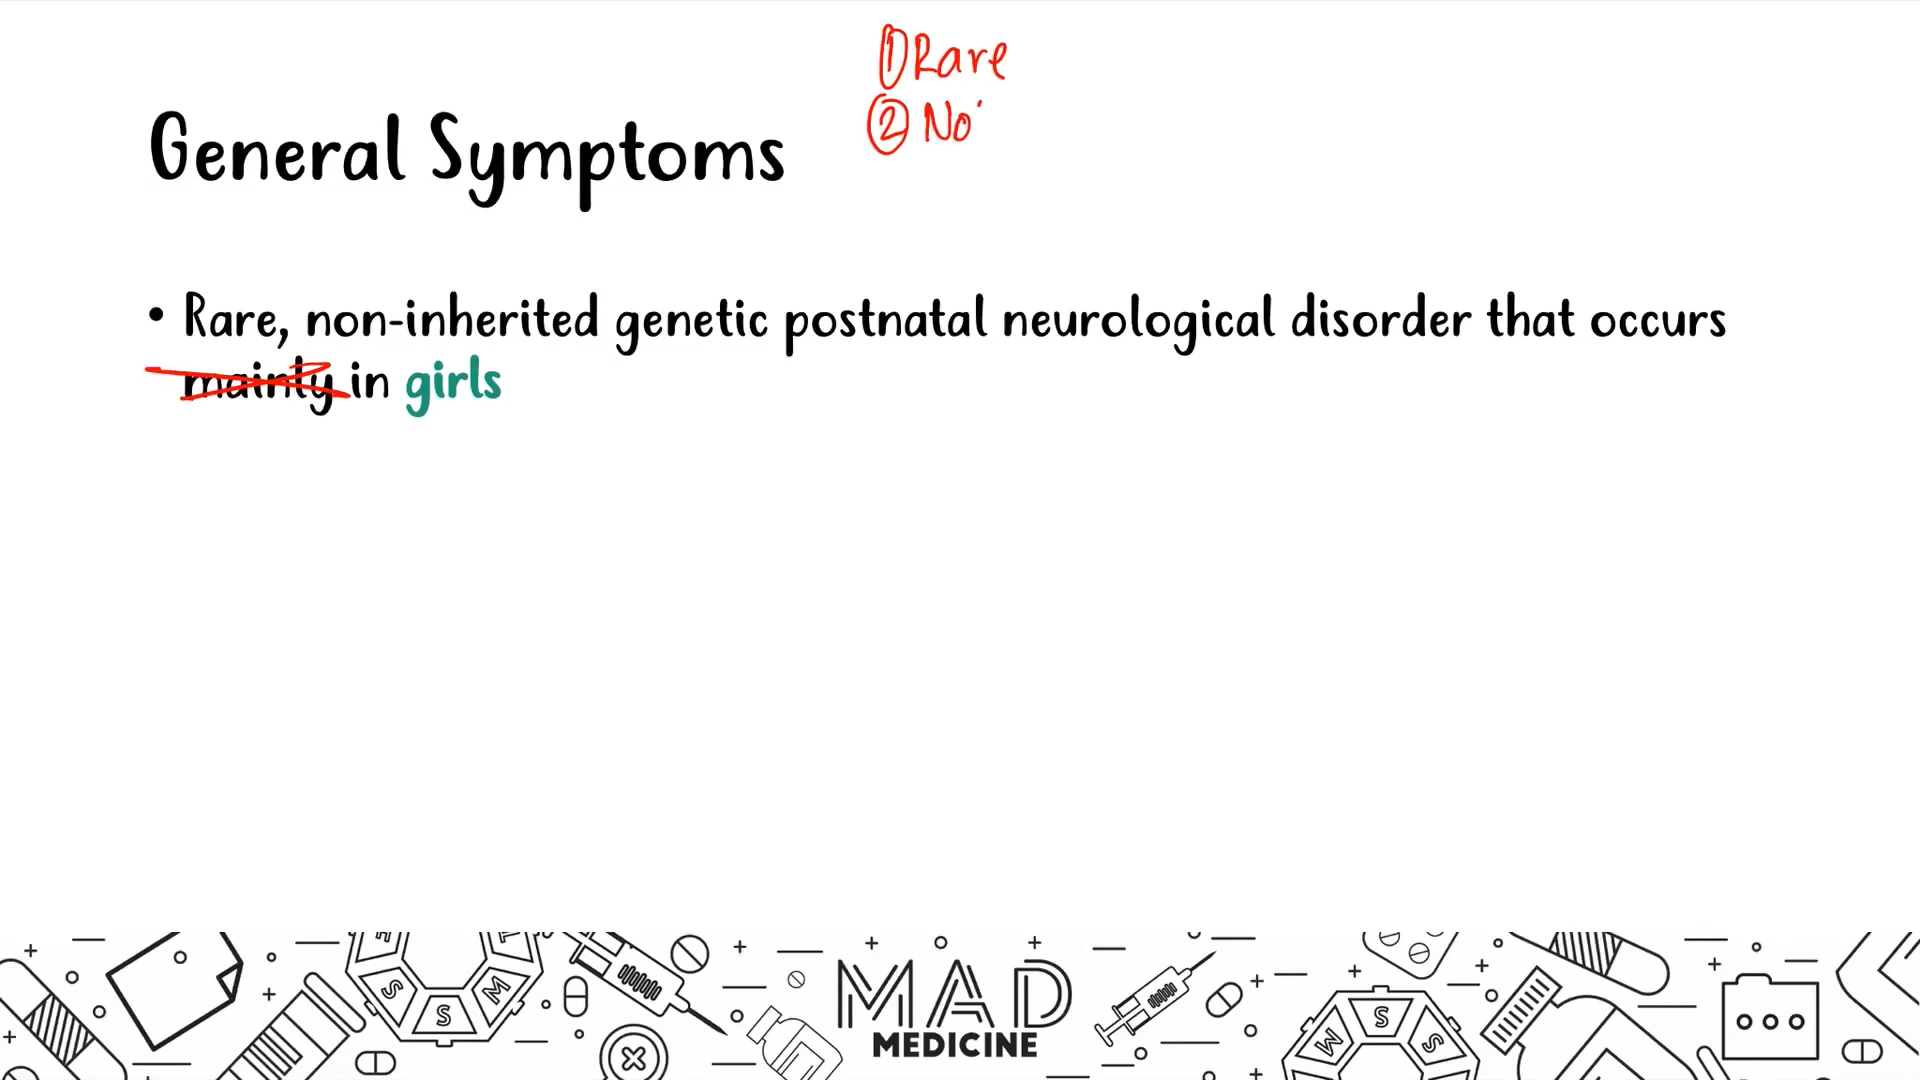 ① Rare
② No
General Symptoms
• Rare, non-inherited genetic postnatal neurological disorder that occurs
mainly in girls
S
S
M
MAD
MEDICINE
M
S
S